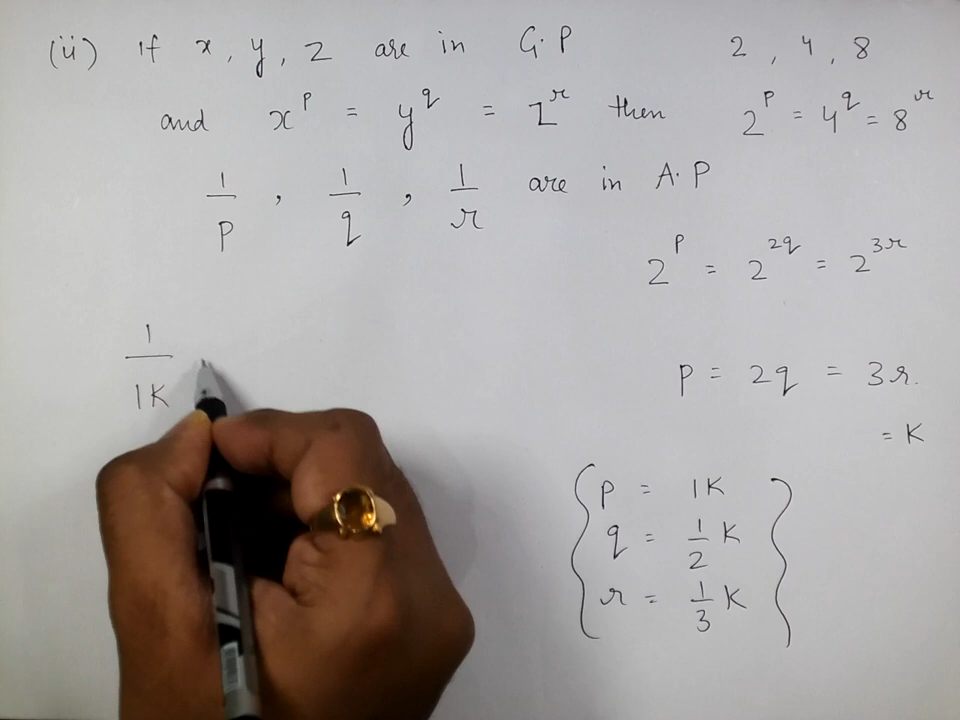 (ii) If x, y, z are in G.P
2, 4, 8
and x^p = y^q = z^r then
2^p = 4^q = 8^r
1/p, 1/q, 1/r are in A.P
2^p = 2^2q = 2^3r
1/1K
p = 2q = 3r.
= K
p = 1K
q = 1/2 K
r = 1/3 K